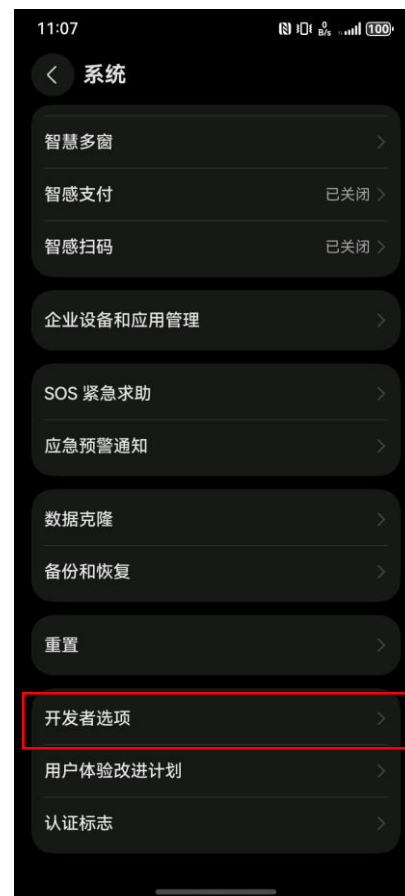 11:07
0 B/s 100
系统
智慧多窗
智感支付 已关闭
智感扫码 已关闭
企业设备和应用管理
SOS 紧急求助
应急预警通知
数据克隆
备份和恢复
重置
开发者选项
用户体验改进计划
认证标志